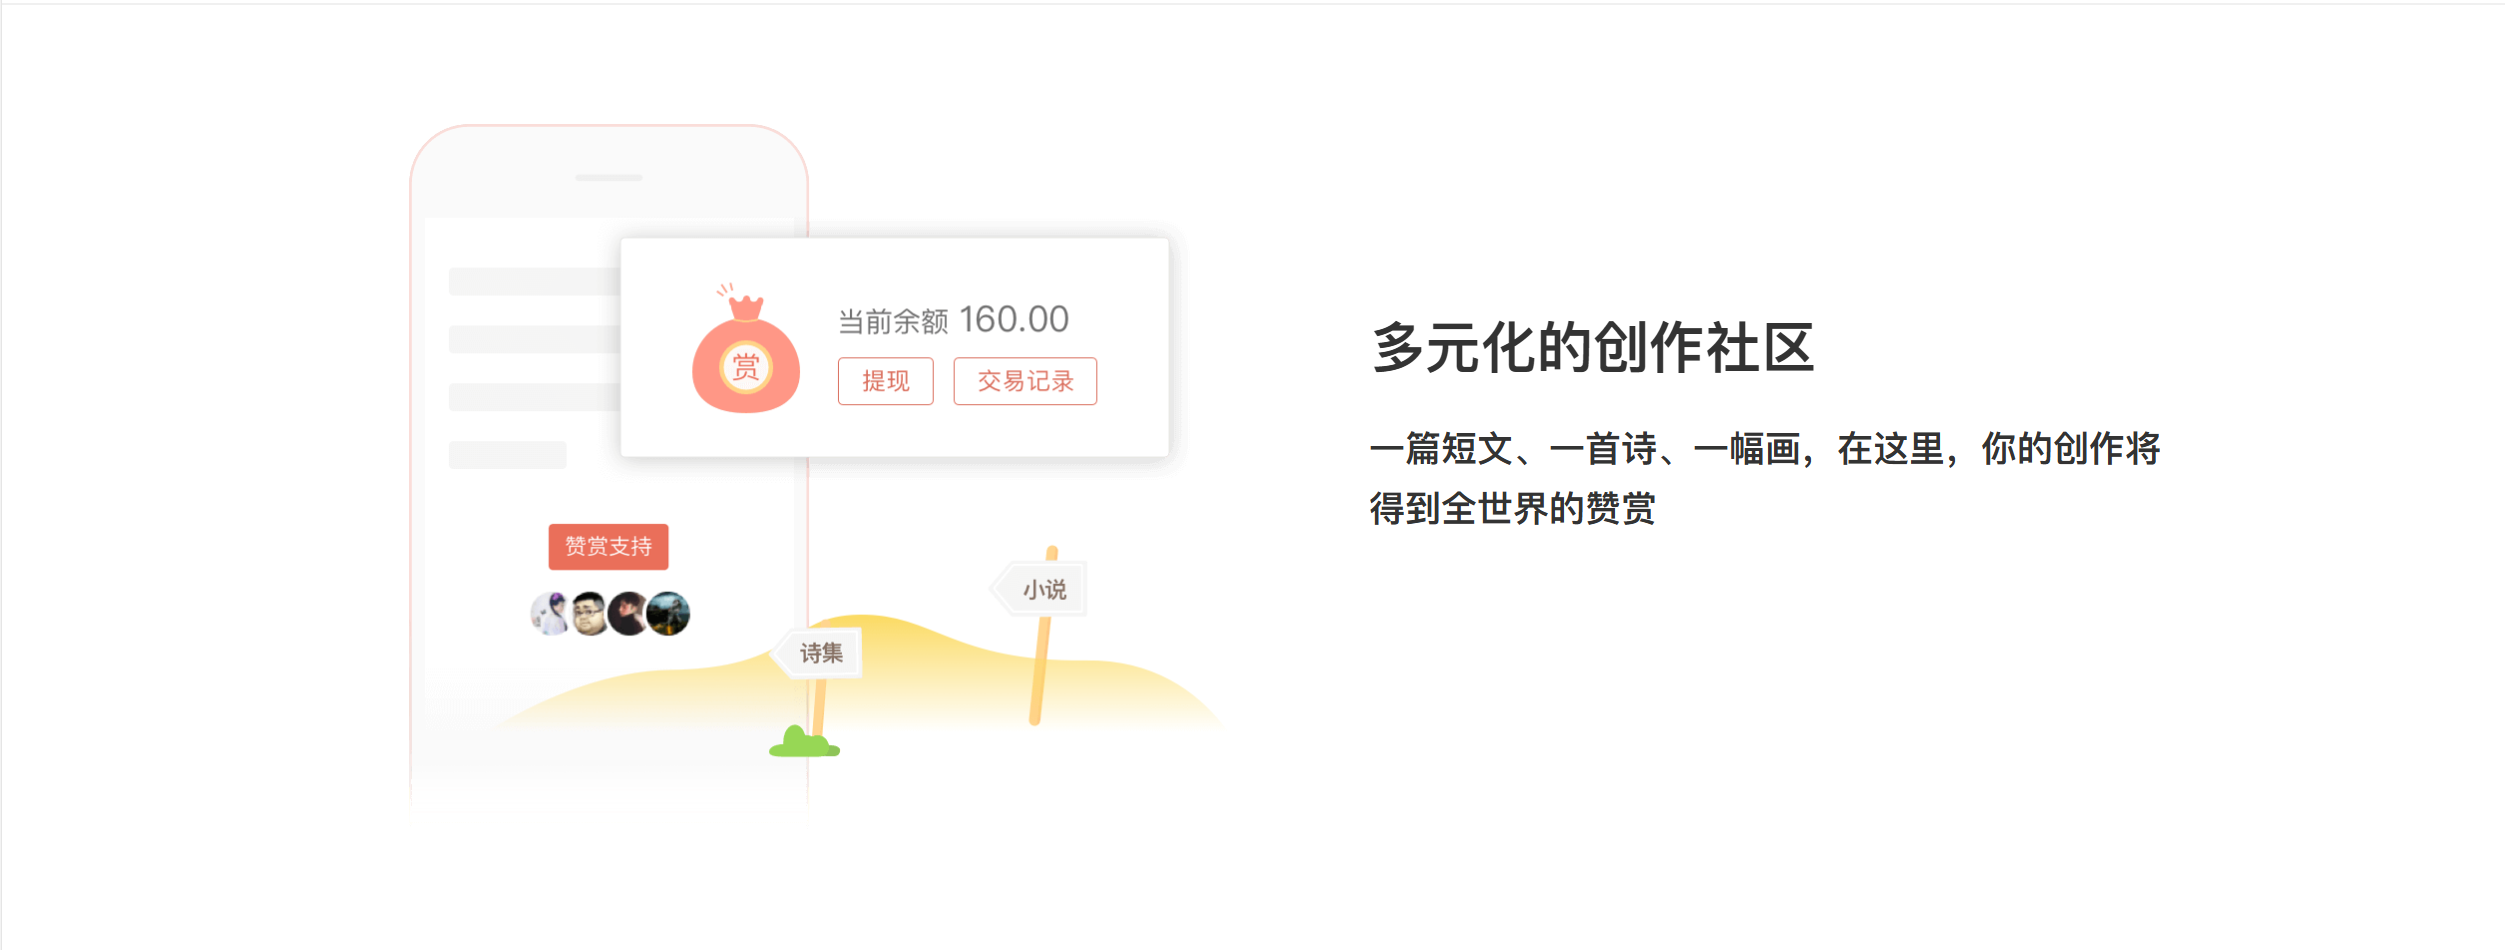 当前余额 160.00
赏
提现 交易记录
赞赏支持
小说
诗集
多元化的创作社区
一篇短文、一首诗、一幅画，在这里，你的创作将
得到全世界的赞赏